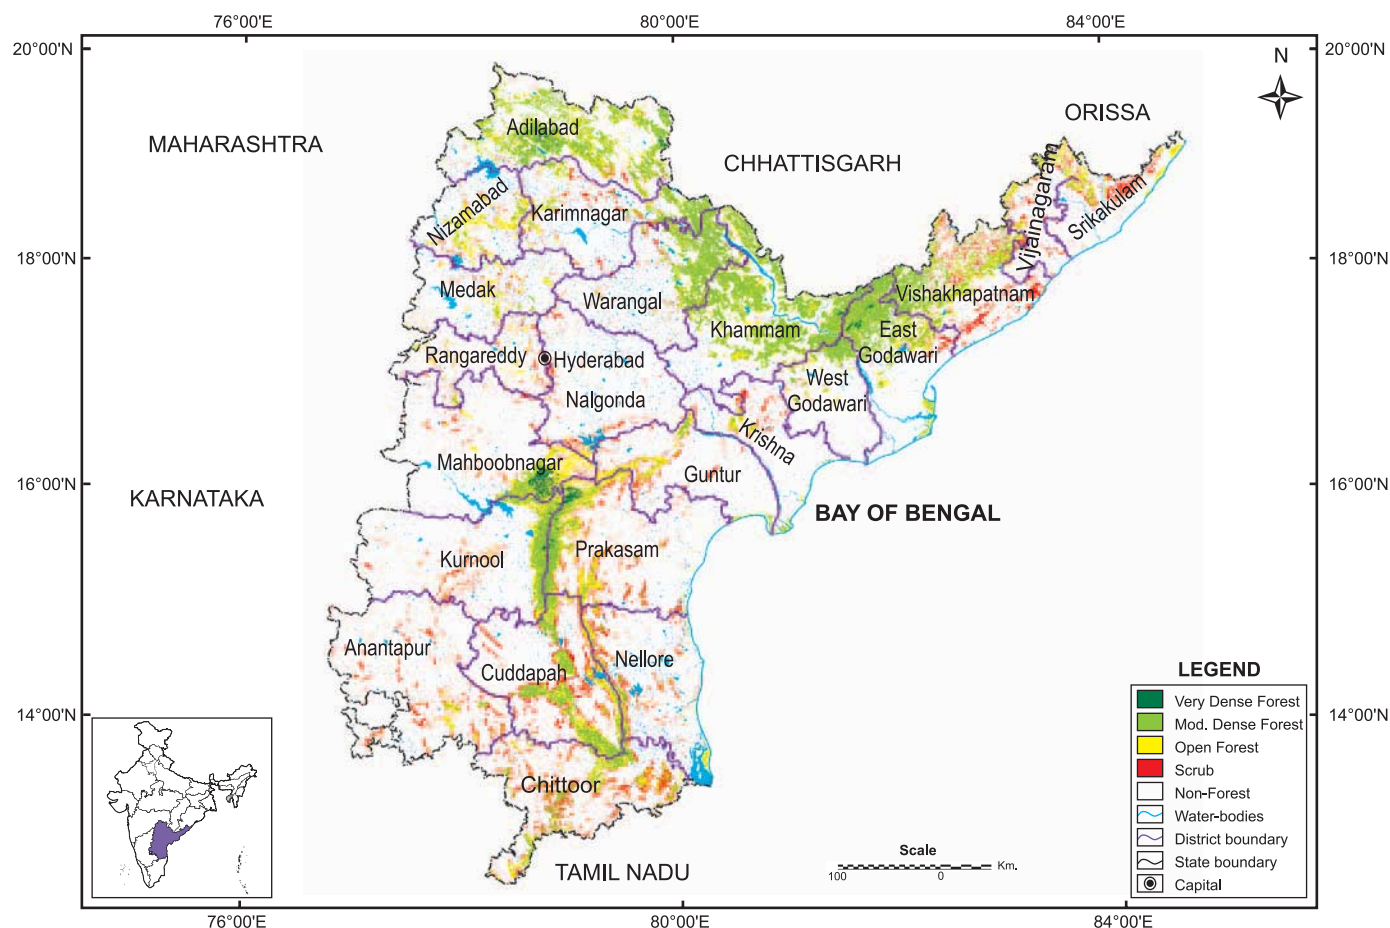 76°00'E 80°00'E 84°00'E
20°00'N 20°00'N
N
ORISSA
MAHARASHTRA
CHHATTISGARH
Adilabad
Nizamabad
Karimnagar
Vijainagaram
Srikakulam
18°00'N 18°00'N
Medak
Warangal
Vishakhapatnam
Khammam
East
Godawari
Rangareddy
Hyderabad
West
Godawari
Nalgonda
Krishna
Mahboobnagar
Guntur
16°00'N 16°00'N
KARNATAKA
BAY OF BENGAL
Kurnool
Prakasam
Anantapur
Cuddapah
Nellore
14°00'N 14°00'N
Chittoor
TAMIL NADU
LEGEND
Very Dense Forest
Mod. Dense Forest
Open Forest
Scrub
Non-Forest
Water-bodies
District boundary
State boundary
Capital
Scale
Km.
100 0
76°00'E 80°00'E 84°00'E